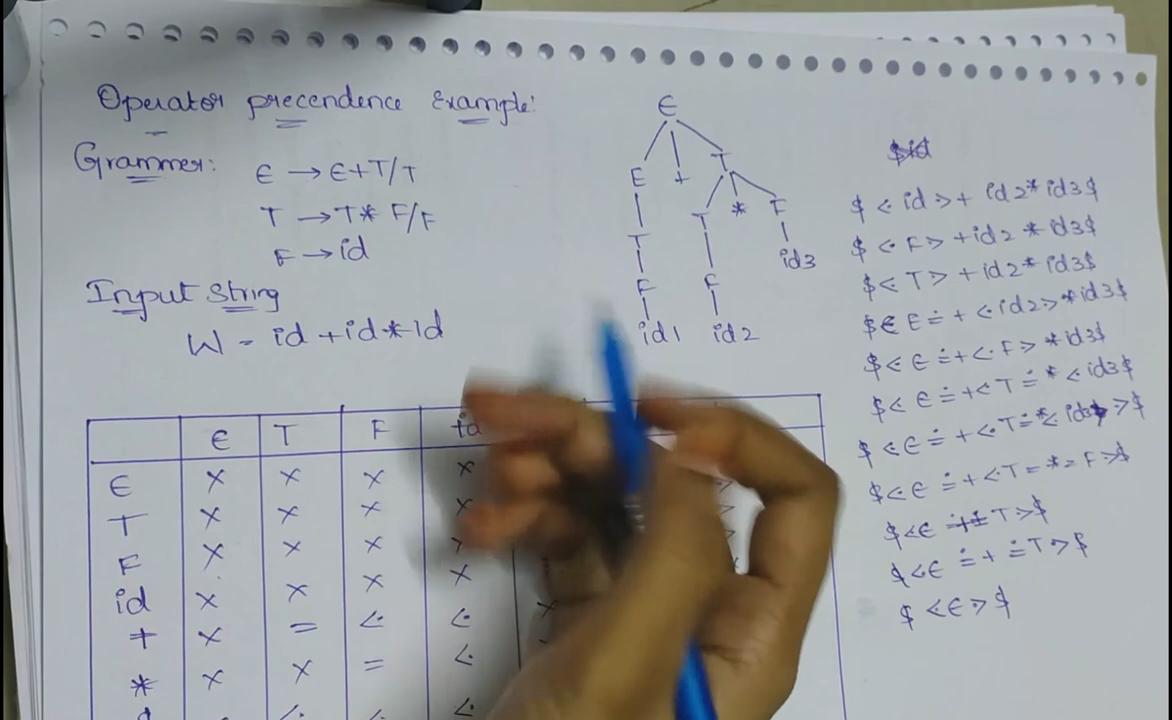 Operator precendence Example:
Grammer:
E → E+T/T
T → T* F/F
F → id
Input String
W - id +id*id
E
E + T
T T * F
F F id3
id1 id2
$ <· id ·> + id2* id3$
$ <· F ·> +id2 * id3$
$ < T ·> + id2* id3$
$ < E ≐ + <· id2 ·> * id3$
$ < E ≐ + <· F ·> * id3$
$ < E ≐ + < T ≐ * < id3$
$ <· E ≐ + <· T ≐ * < id3 ·>$
$ <· E ≐ + < T = * = F ·>$
$ < E T ·>$
$ < E ≐ + ≐ T ·>$
$ < E ·> $
E T F id
E × × × ×
T × × × ×
F × × ×
id × × × ×
+ × = <· <·
* × × = <·